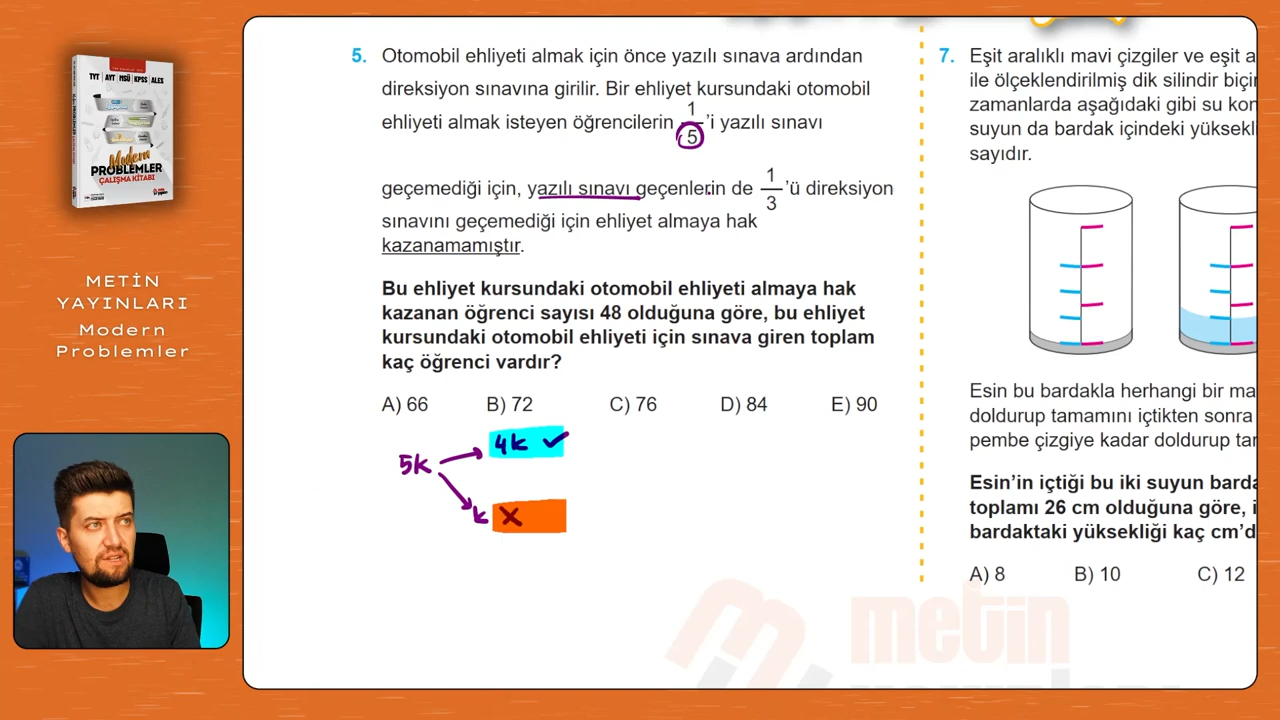 TYT | AYT | MSÜ | KPSS | ALES
Modern
PROBLEMLER
ÇALIŞMA KİTABI
METİN
YAYINLARI
Modern
Problemler
5. Otomobil ehliyeti almak için önce yazılı sınava ardından
direksiyon sınavına girilir. Bir ehliyet kursundaki otomobil
ehliyeti almak isteyen öğrencilerin 1/5'i yazılı sınavı
geçemediği için, yazılı sınavı geçenlerin de 1/3'ü direksiyon
sınavını geçemediği için ehliyet almaya hak
kazanamamıştır.
Bu ehliyet kursundaki otomobil ehliyeti almaya hak
kazanan öğrenci sayısı 48 olduğuna göre, bu ehliyet
kursundaki otomobil ehliyeti için sınava giren toplam
kaç öğrenci vardır?
A) 66 B) 72 C) 76 D) 84 E) 90
4k ✓
5k
k X
7. Eşit aralıklı mavi çizgiler ve eşit a
ile ölçeklendirilmiş dik silindir biçi
zamanlarda aşağıdaki gibi su kon
suyun da bardak içindeki yüksekli
sayıdır.
Esin bu bardakla herhangi bir ma
doldurup tamamını içtikten sonra
pembe çizgiye kadar doldurup tar
Esin'in içtiği bu iki suyun barda
toplamı 26 cm olduğuna göre, i
bardaktaki yüksekliği kaç cm'd
A) 8 B) 10 C) 12
metin